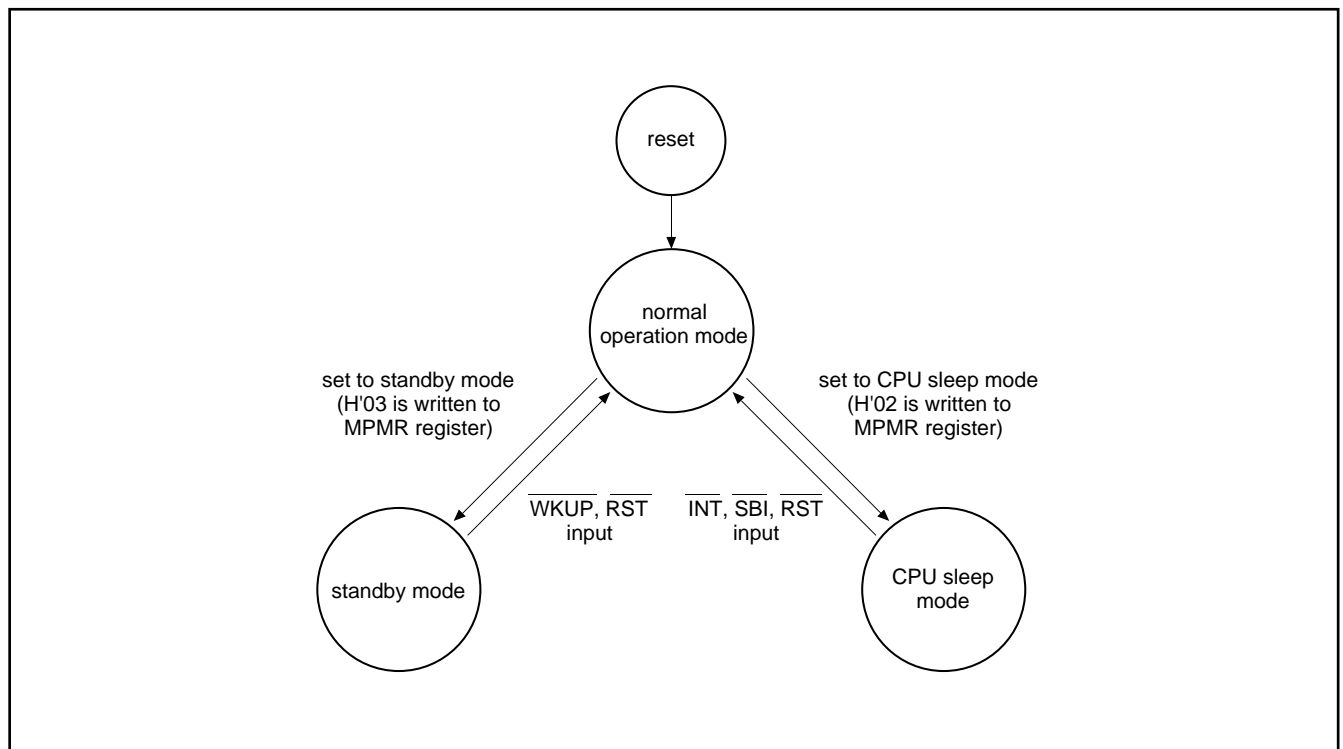 reset
normal
operation mode
set to standby mode
(H'03 is written to
MPMR register)
set to CPU sleep mode
(H'02 is written to
MPMR register)
WKUP, RST
input
INT, SBI, RST
input
standby mode
CPU sleep
mode